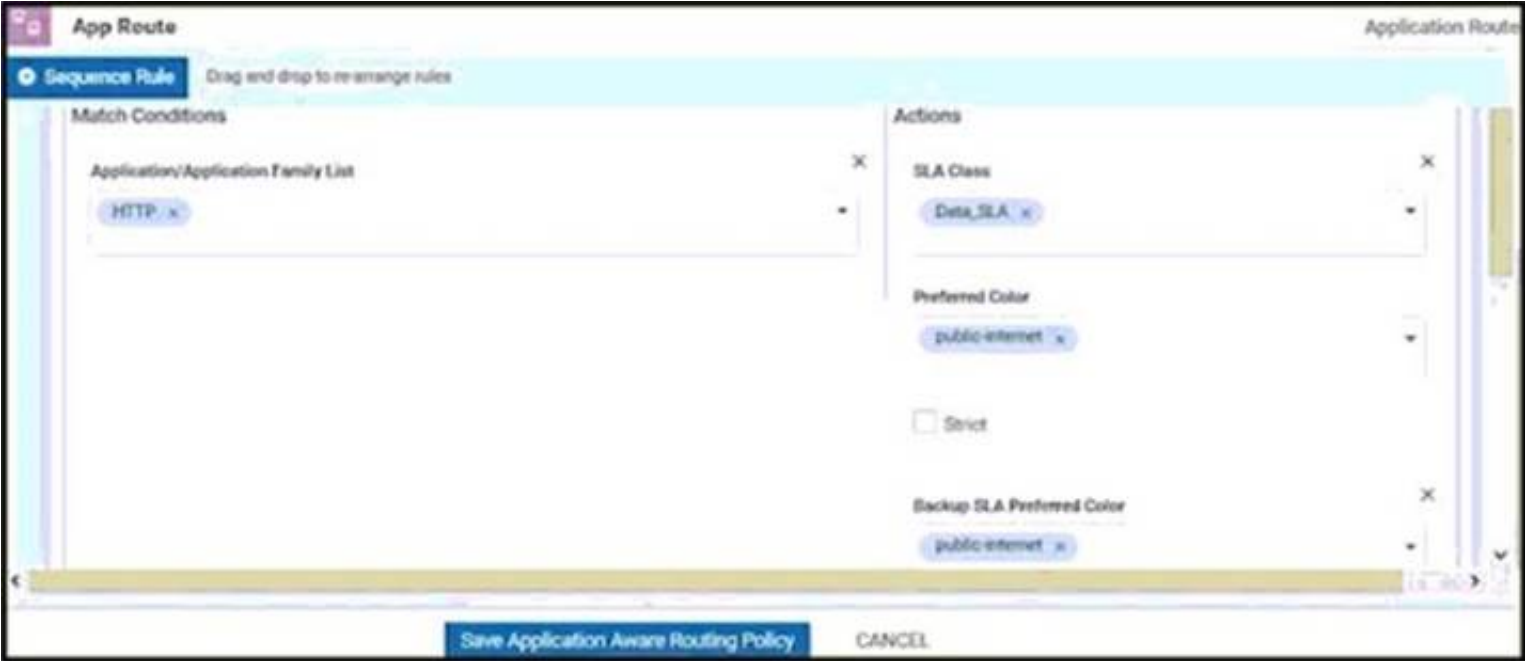 App Route
Application Route
Sequence Rule Drag and drop to re-arrange rules
Match Conditions
Actions
Application/Application Family List
SLA Class
HTTP ×
Data_SLA ×
Preferred Color
public-internet ×
Strict
Backup SLA Preferred Color
public-internet ×
Save Application Aware Routing Policy CANCEL